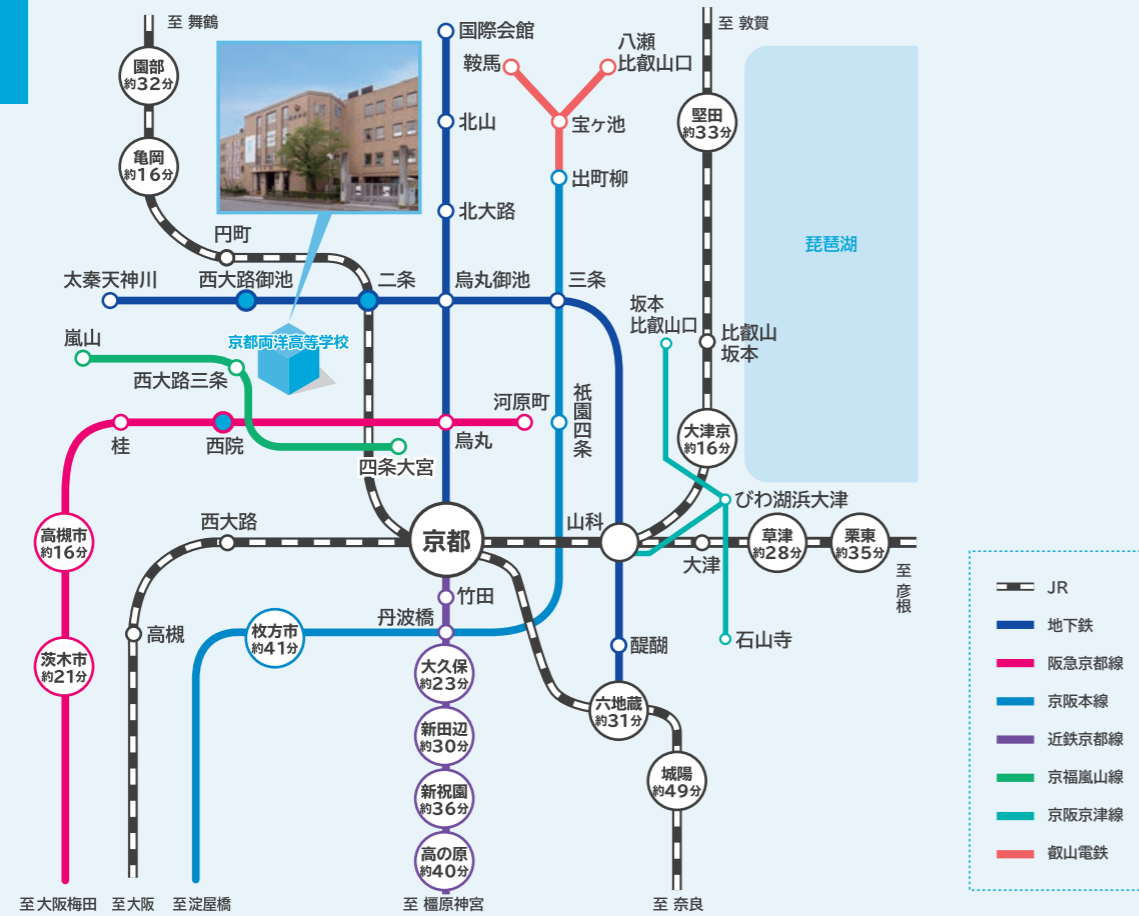 至 舞鶴
園部
約32分
亀岡
約16分
円町
国際会館
鞍馬
八瀬
比叡山口
宝ヶ池
北山
出町柳
北大路
至 敦賀
堅田
約33分
琵琶湖
太秦天神川
西大路御池
二条
烏丸御池
三条
坂本
比叡山口
比叡山
坂本
京都両洋高等学校
嵐山
西大路三条
河原町
祇園四条
大津京
約16分
桂
西院
烏丸
四条大宮
びわ湖浜大津
高槻市
約16分
西大路
京都
山科
大津
草津
約28分
栗東
約35分
至 彦根
竹田
丹波橋
高槻
枚方市
約41分
茨木市
約21分
醍醐
石山寺
大久保
約23分
六地蔵
約31分
新田辺
約30分
城陽
約49分
新祝園
約36分
高の原
約40分
至 大阪梅田
至 大阪
至 淀屋橋
至 橿原神宮
至 奈良
JR
地下鉄
阪急京都線
京阪本線
近鉄京都線
京福嵐山線
京阪京津線
叡山電鉄